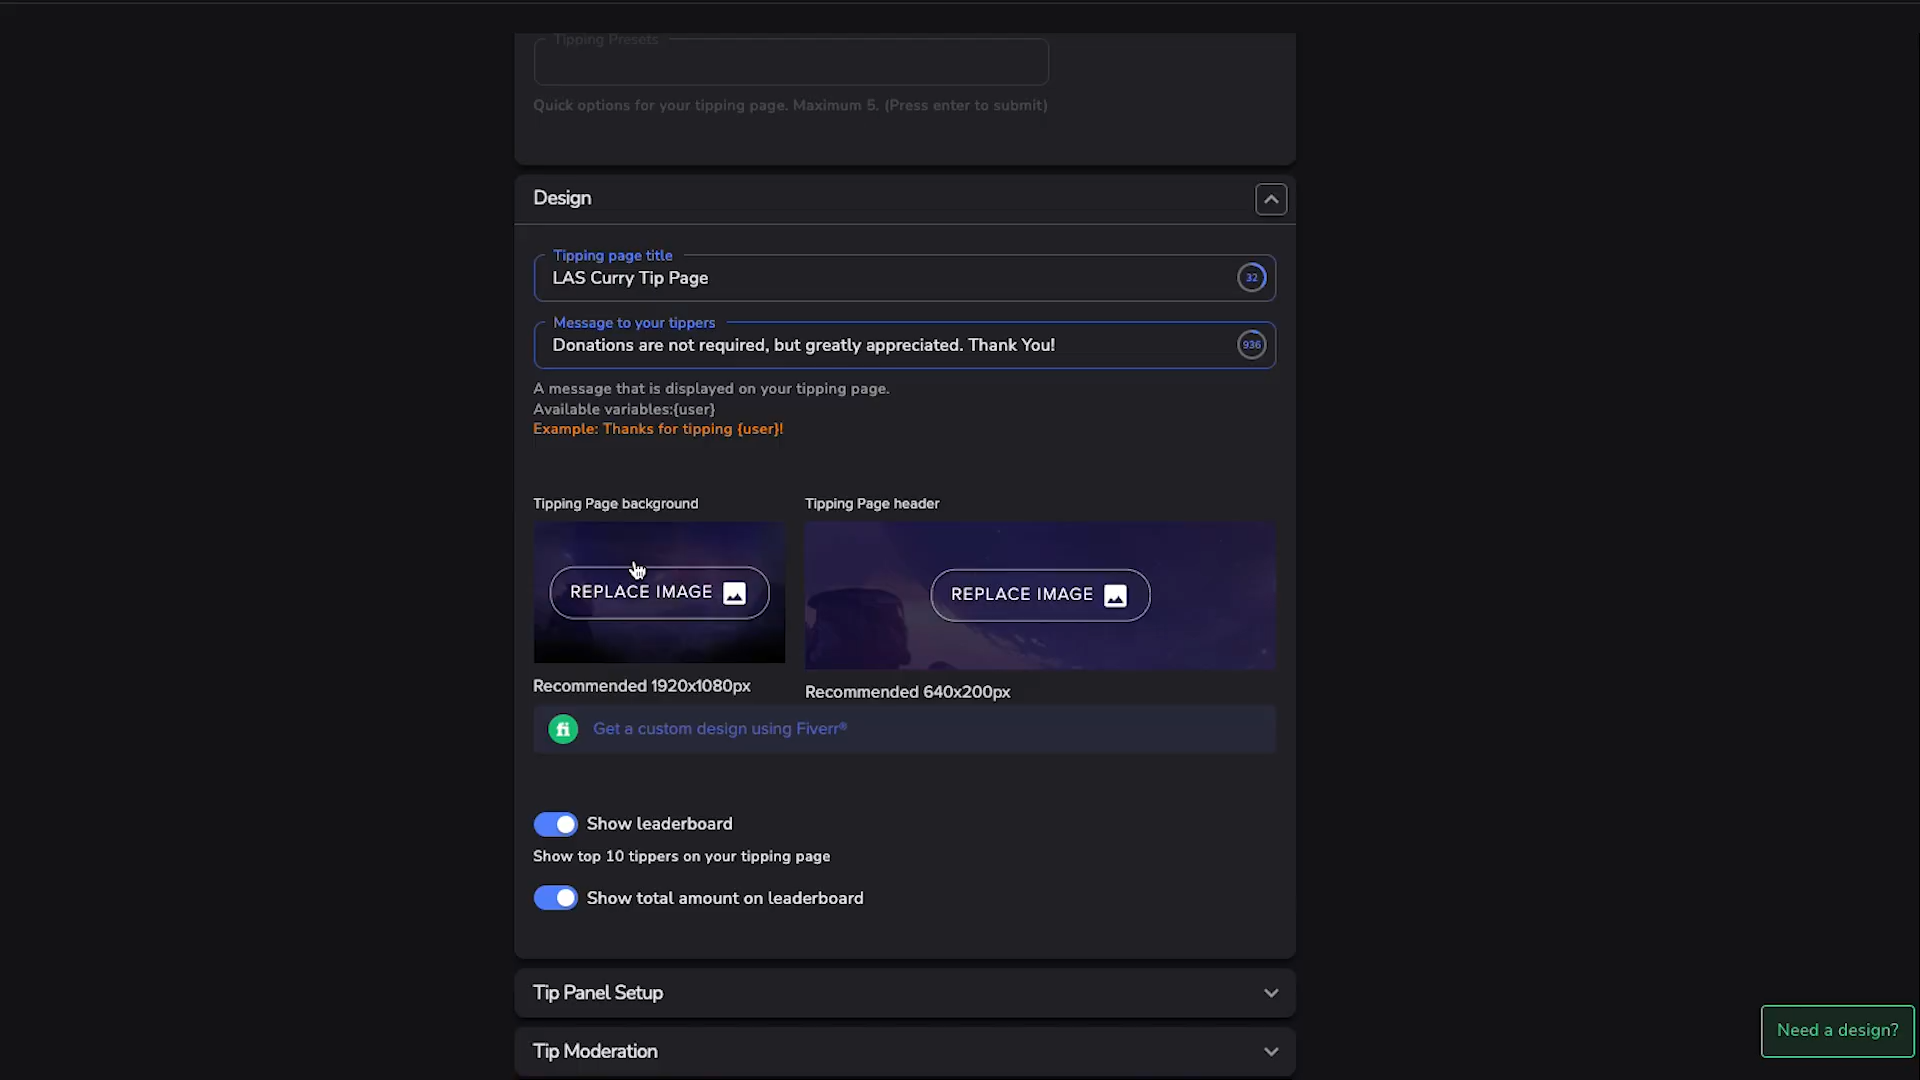 Tipping Presets
Quick options for your tipping page. Maximum 5. (Press enter to submit)
Design
Tipping page title
LAS Curry Tip Page
32
Message to your tippers
Donations are not required, but greatly appreciated. Thank You!
936
A message that is displayed on your tipping page.
Available variables:{user}
Example: Thanks for tipping {user}!
Tipping Page background
Tipping Page header
REPLACE IMAGE
REPLACE IMAGE
Recommended 1920x1080px
Recommended 640x200px
fi
Get a custom design using Fiverr®
Show leaderboard
Show top 10 tippers on your tipping page
Show total amount on leaderboard
Tip Panel Setup
Tip Moderation
Need a design?